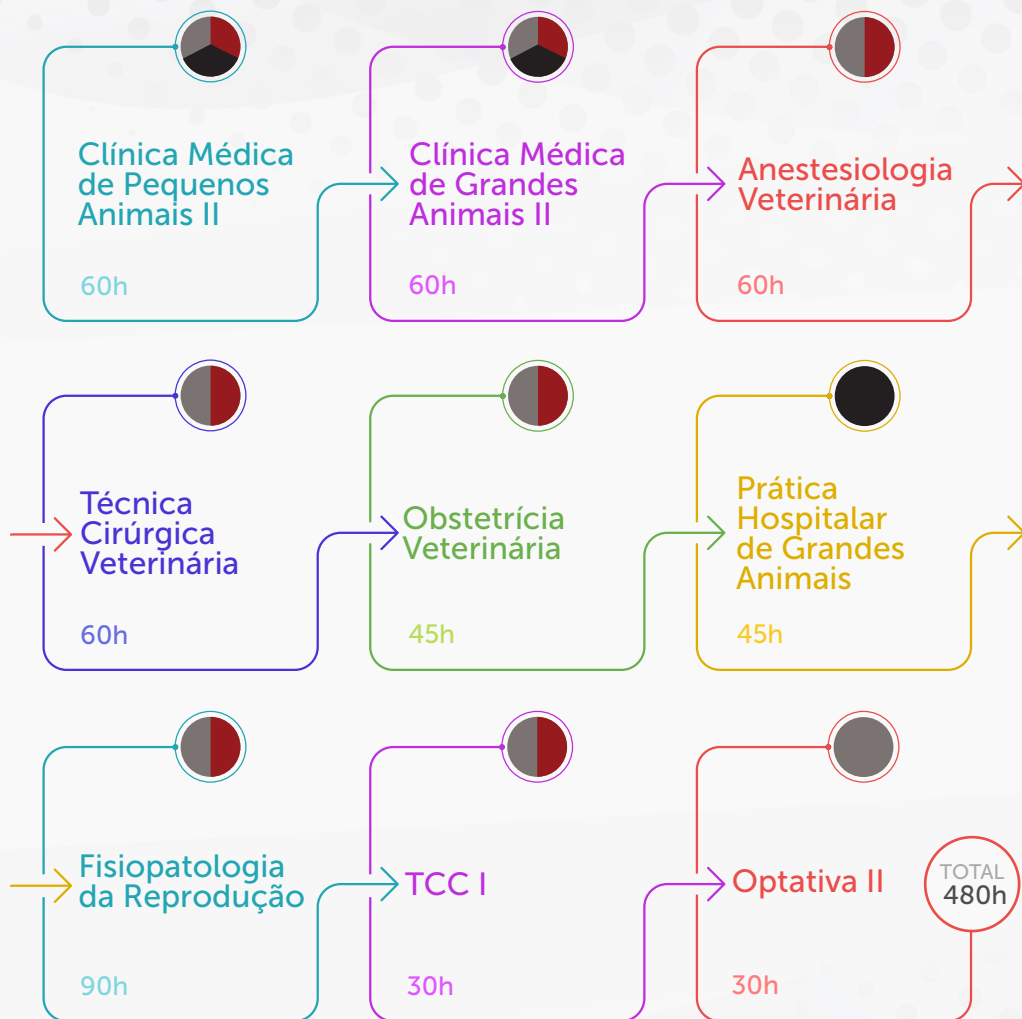 Clínica Médica
de Pequenos
Animais II
60h
Clínica Médica
de Grandes
Animais II
60h
Anestesiologia
Veterinária
60h
Técnica
Cirúrgica
Veterinária
60h
Obstetrícia
Veterinária
45h
Prática
Hospitalar
de Grandes
Animais
45h
Fisiopatologia
da Reprodução
90h
TCC I
30h
Optativa II
30h
TOTAL
480h